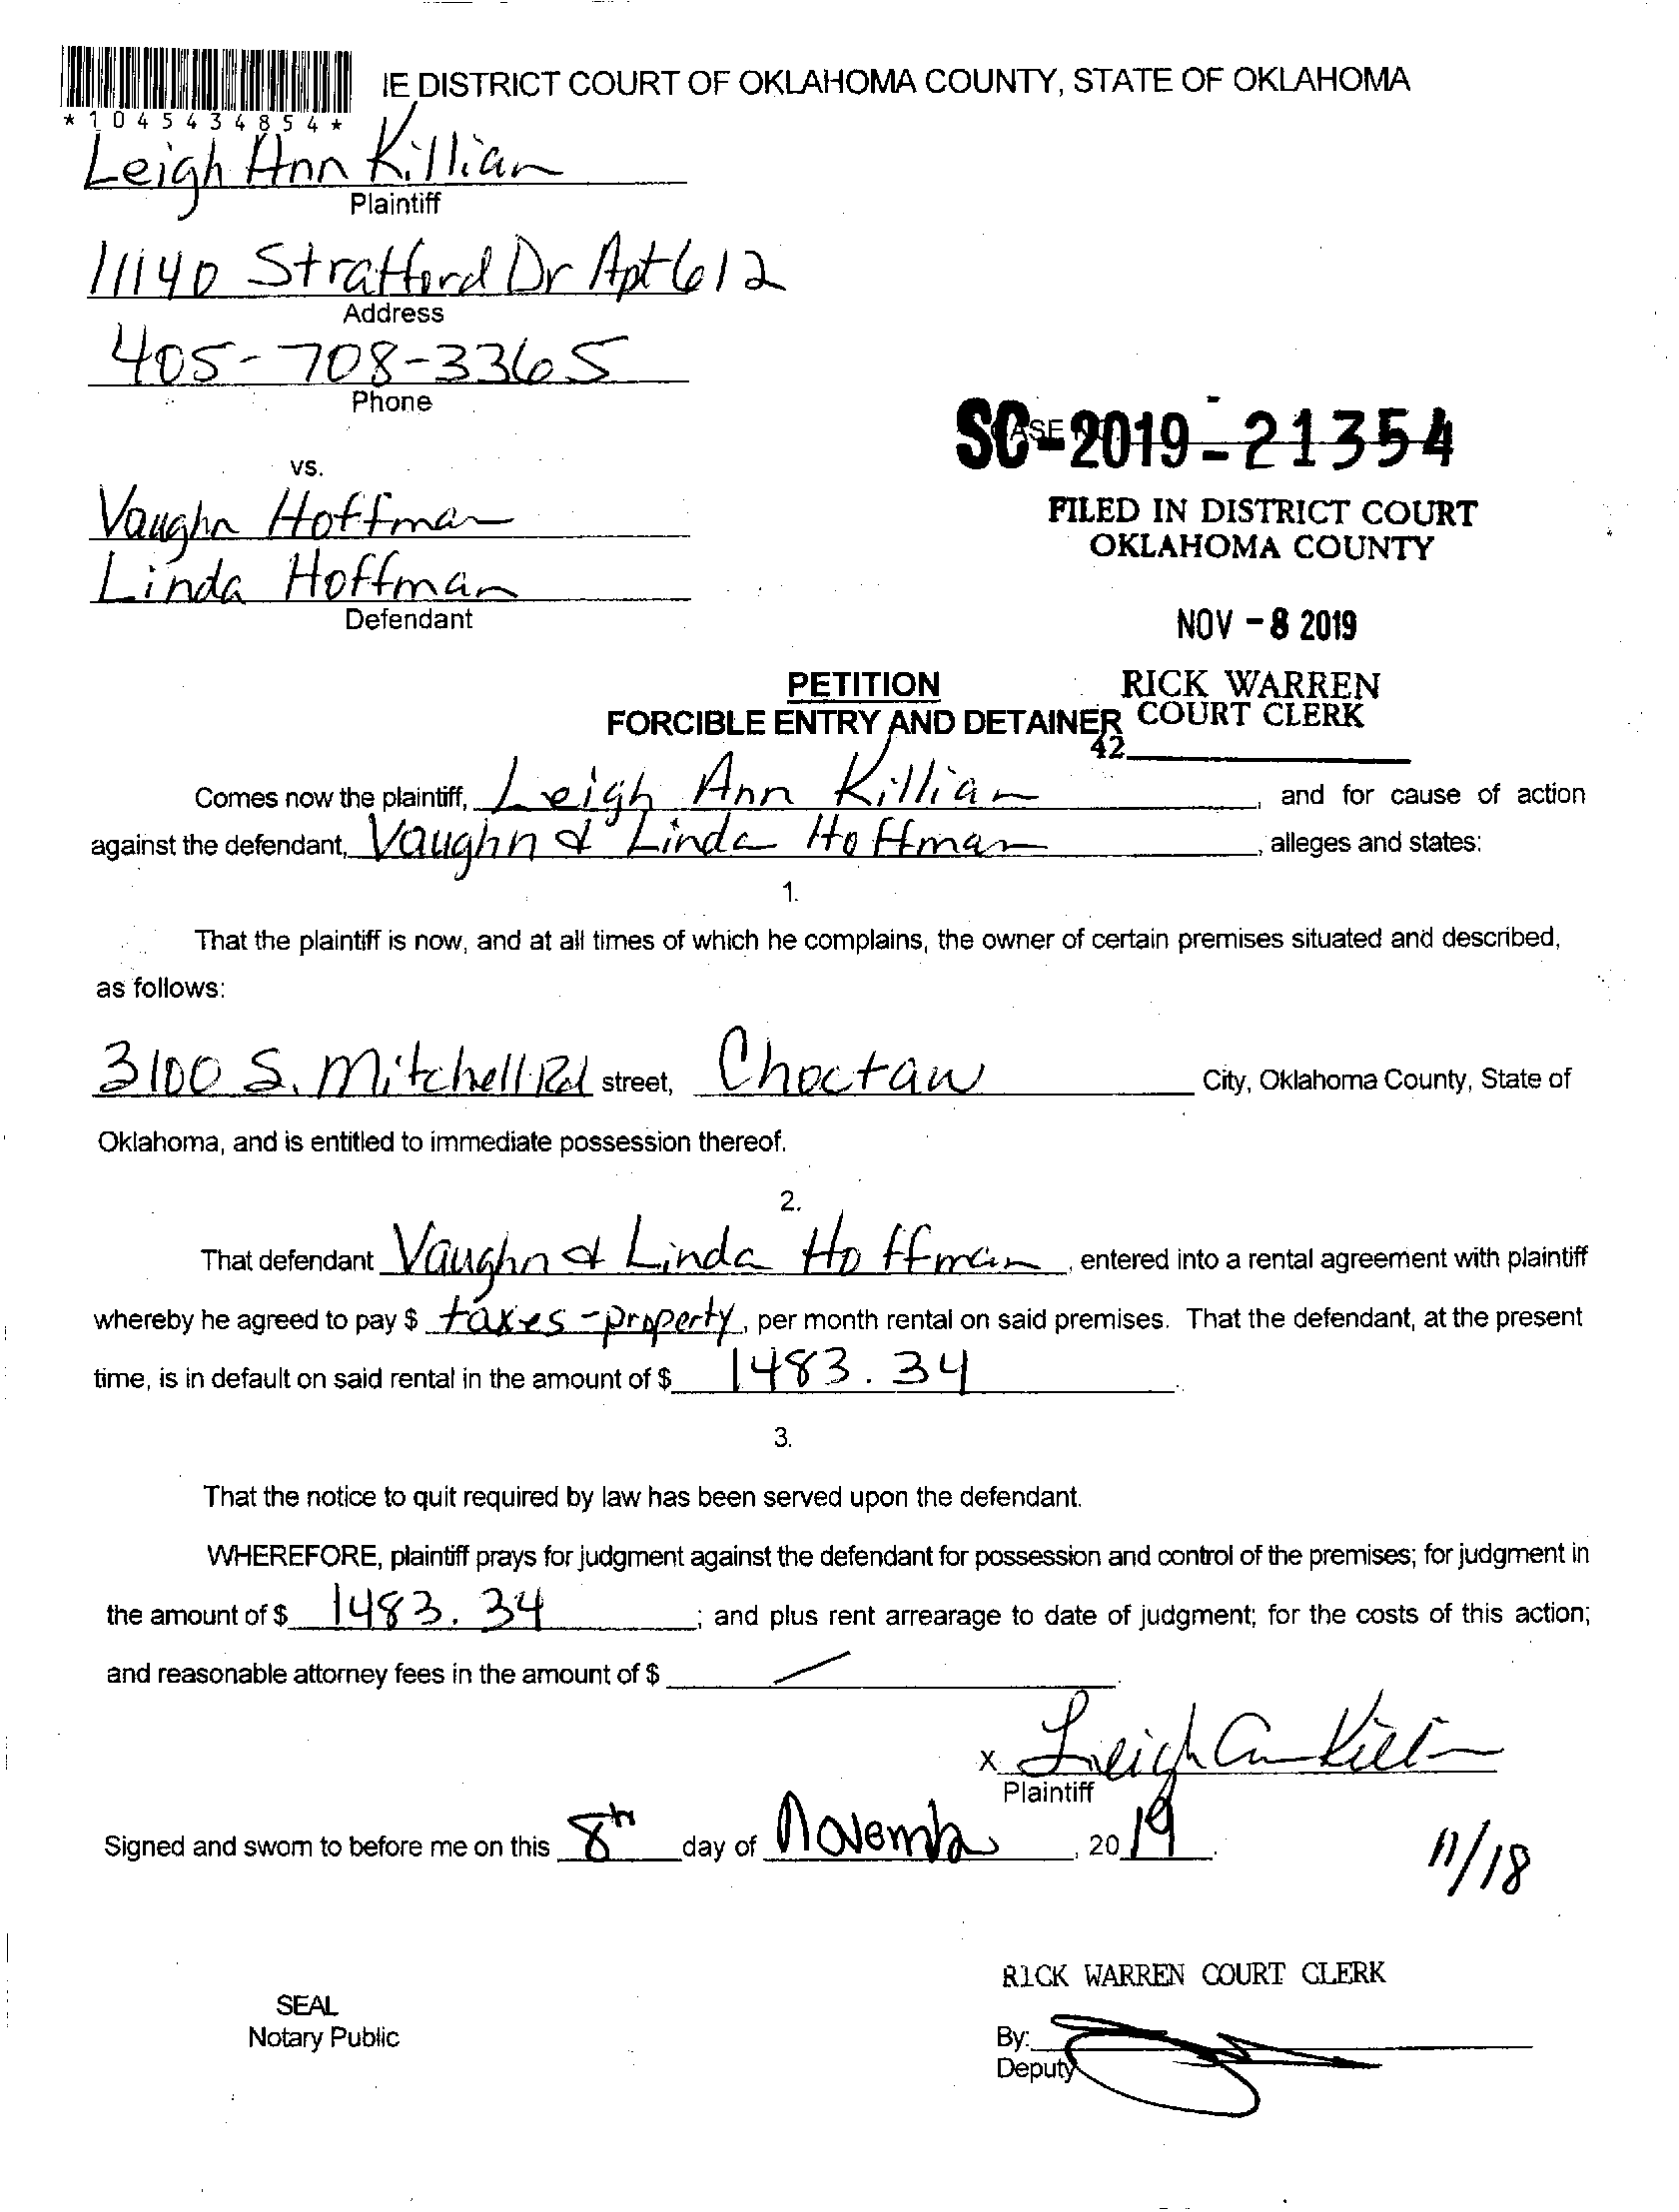 IE DISTRICT COURT OF OKLAHOMA COUNTY, STATE OF OKLAHOMA
*1045434854*
Leigh Ann Killian
Plaintiff
11140 Stratford Dr Apt 612
Address
405-708-3365
Phone
SC-2019-21354
FILED IN DISTRICT COURT
OKLAHOMA COUNTY
vs.
Vaughn Hoffman
Linda Hoffman
Defendant
NOV -8 2019
PETITION
RICK WARREN
FORCIBLE ENTRY AND DETAINER
COURT CLERK
42
Comes now the plaintiff, Leigh Ann Killian, and for cause of action
against the defendant, Vaughn & Linda Hoffman, alleges and states:
1.
That the plaintiff is now, and at all times of which he complains, the owner of certain premises situated and described,
as follows:
3100 S. Mitchell Rd street, Choctaw City, Oklahoma County, State of
Oklahoma, and is entitled to immediate possession thereof.
2.
That defendant Vaughn & Linda Hoffman, entered into a rental agreement with plaintiff
whereby he agreed to pay $ taxes - property, per month rental on said premises. That the defendant, at the present
time, is in default on said rental in the amount of $ 1483.34.
3.
That the notice to quit required by law has been served upon the defendant.
WHEREFORE, plaintiff prays for judgment against the defendant for possession and control of the premises; for judgment in
the amount of $ 1483.34; and plus rent arrearage to date of judgment; for the costs of this action;
and reasonable attorney fees in the amount of $ —.
X Leigh Ann Killian
Plaintiff
Signed and sworn to before me on this 8th day of November, 2019.
11/18
RICK WARREN COURT CLERK
SEAL
Notary Public
By:
Deputy